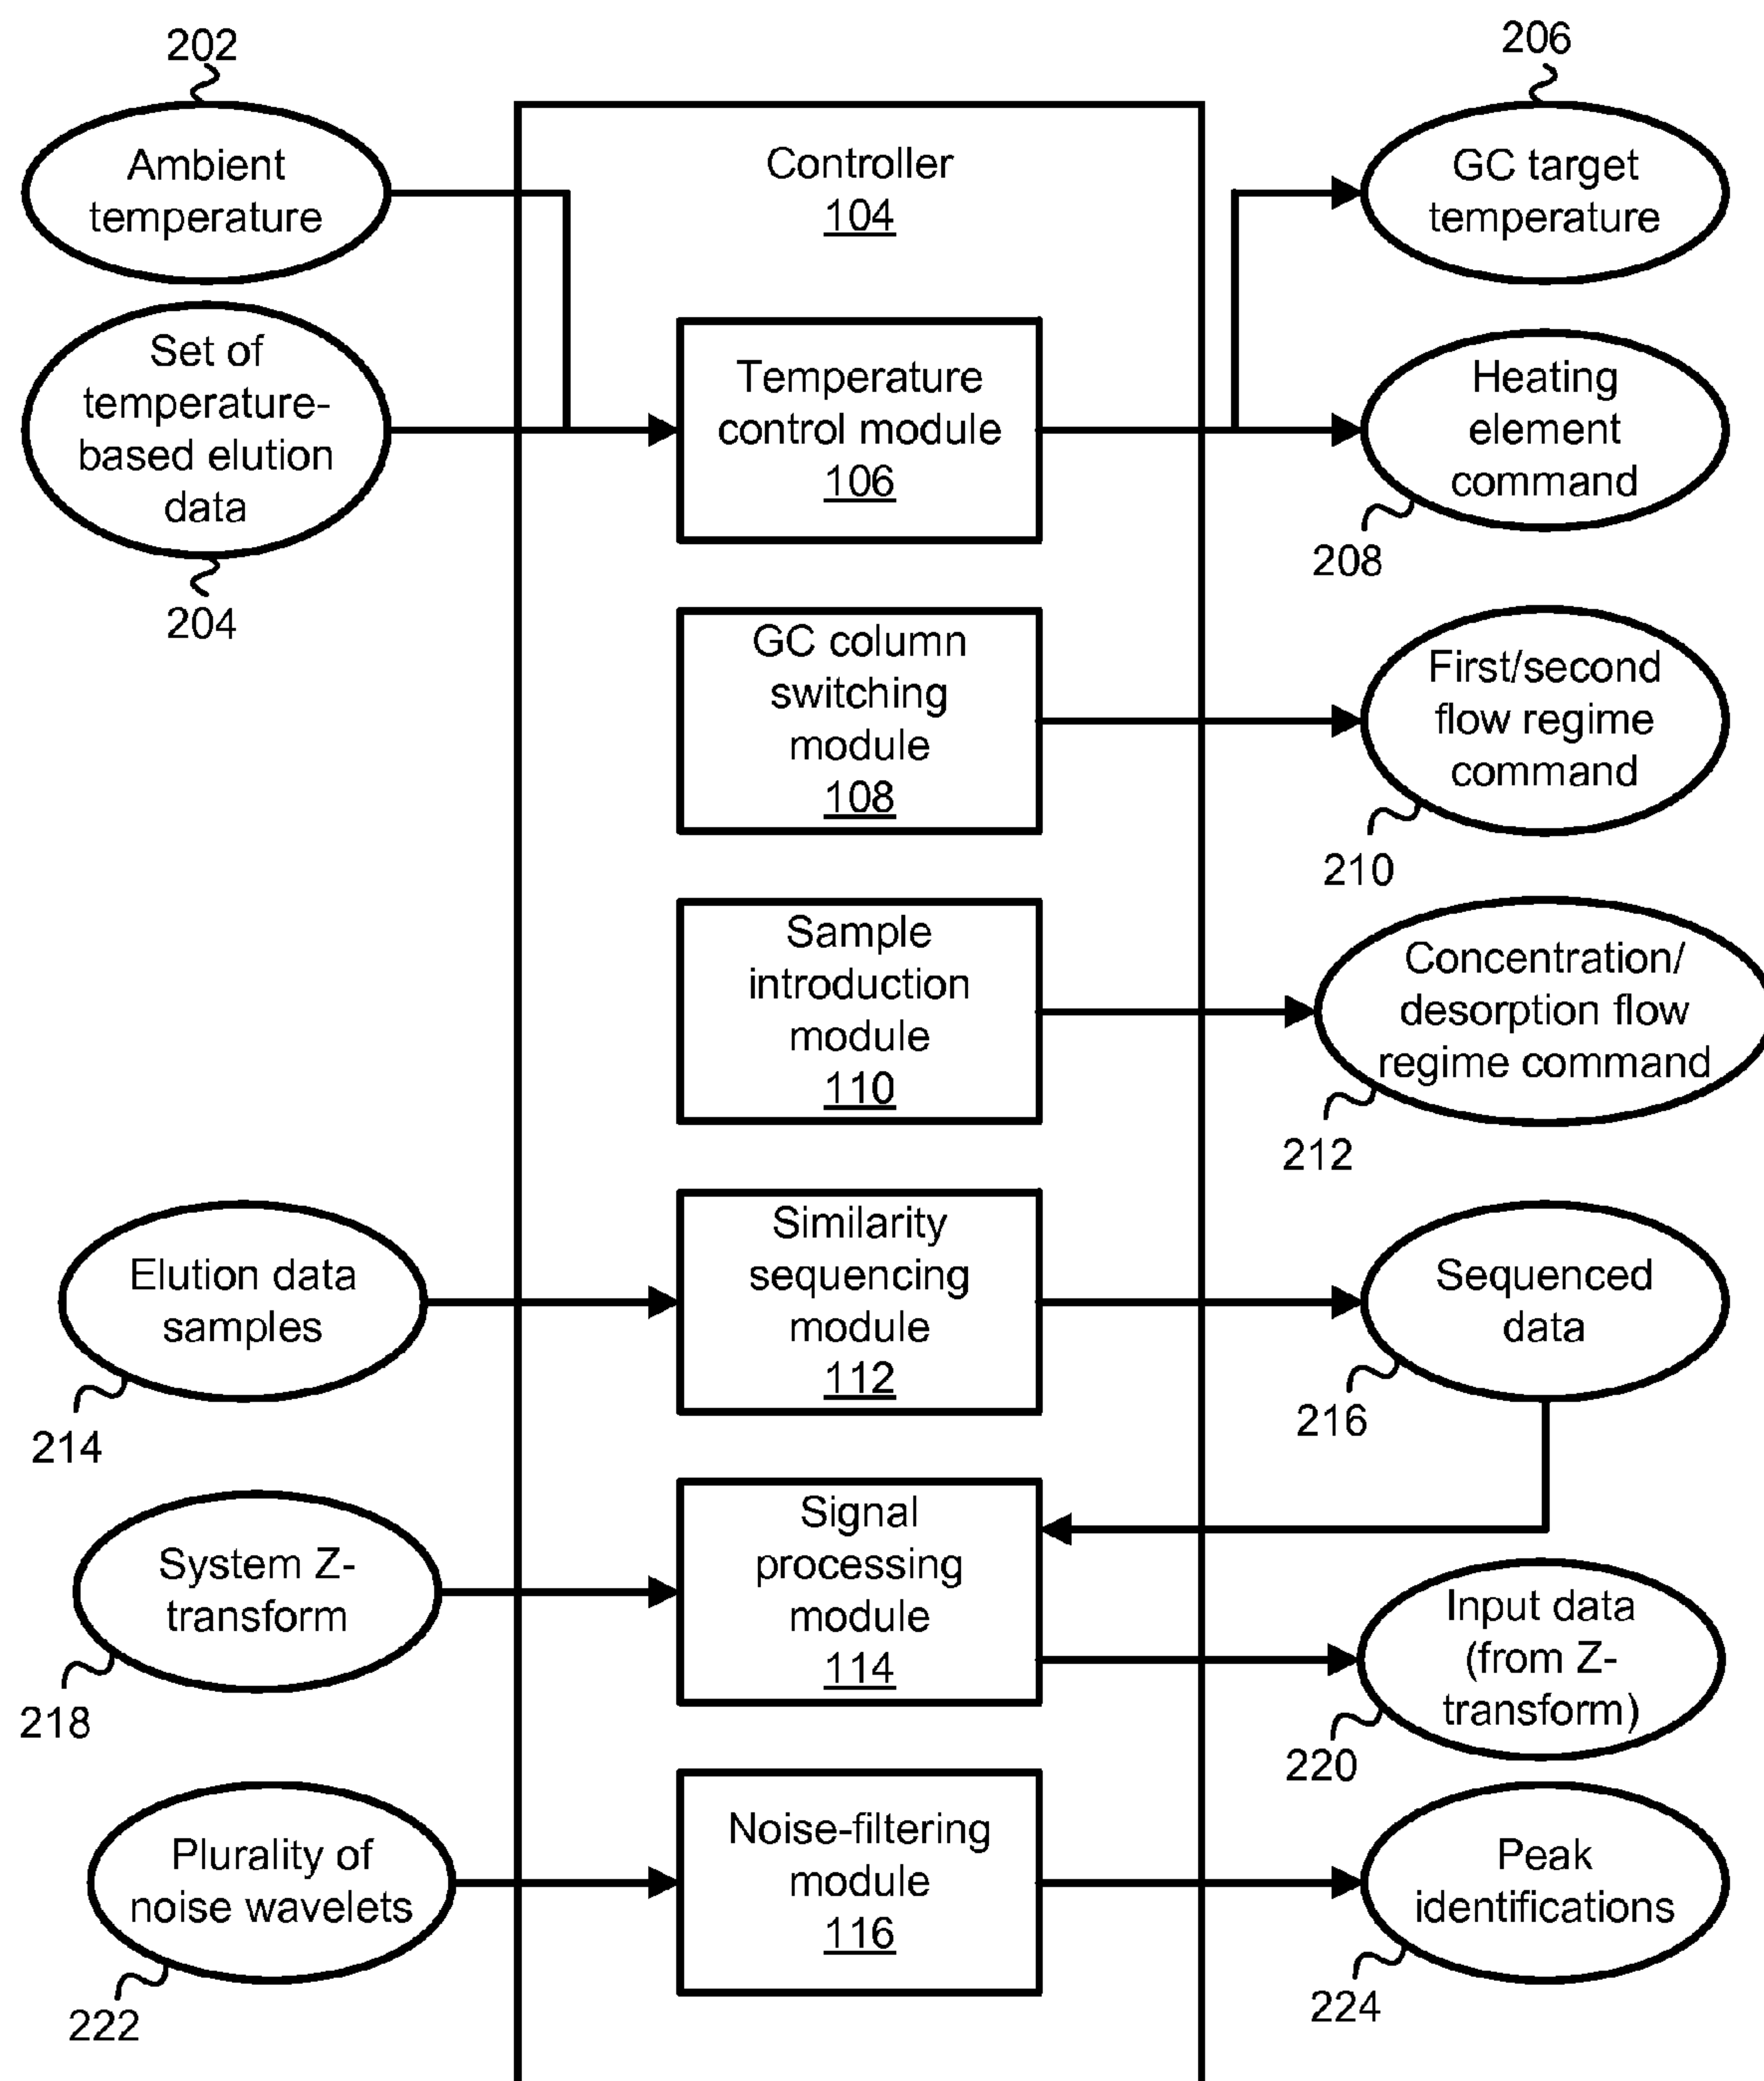 202
206
Ambient
temperature
Controller
104
GC target
temperature
Set of
temperature-
based elution
data
204
Temperature
control module
106
Heating
element
command
208
GC column
switching
module
108
First/second
flow regime
command
210
Sample
introduction
module
110
Concentration/
desorption flow
regime command
212
Elution data
samples
214
Similarity
sequencing
module
112
Sequenced
data
216
System Z-
transform
218
Signal
processing
module
114
Input data
(from Z-
transform)
220
Plurality of
noise wavelets
222
Noise-filtering
module
116
Peak
identifications
224